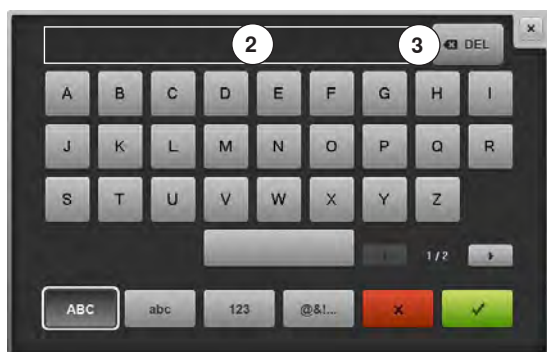 2 3 DEL
A B C D E F G H I
J K L M N O P Q R
S T U V W X Y Z
1/2
ABC abc 123 @&!...